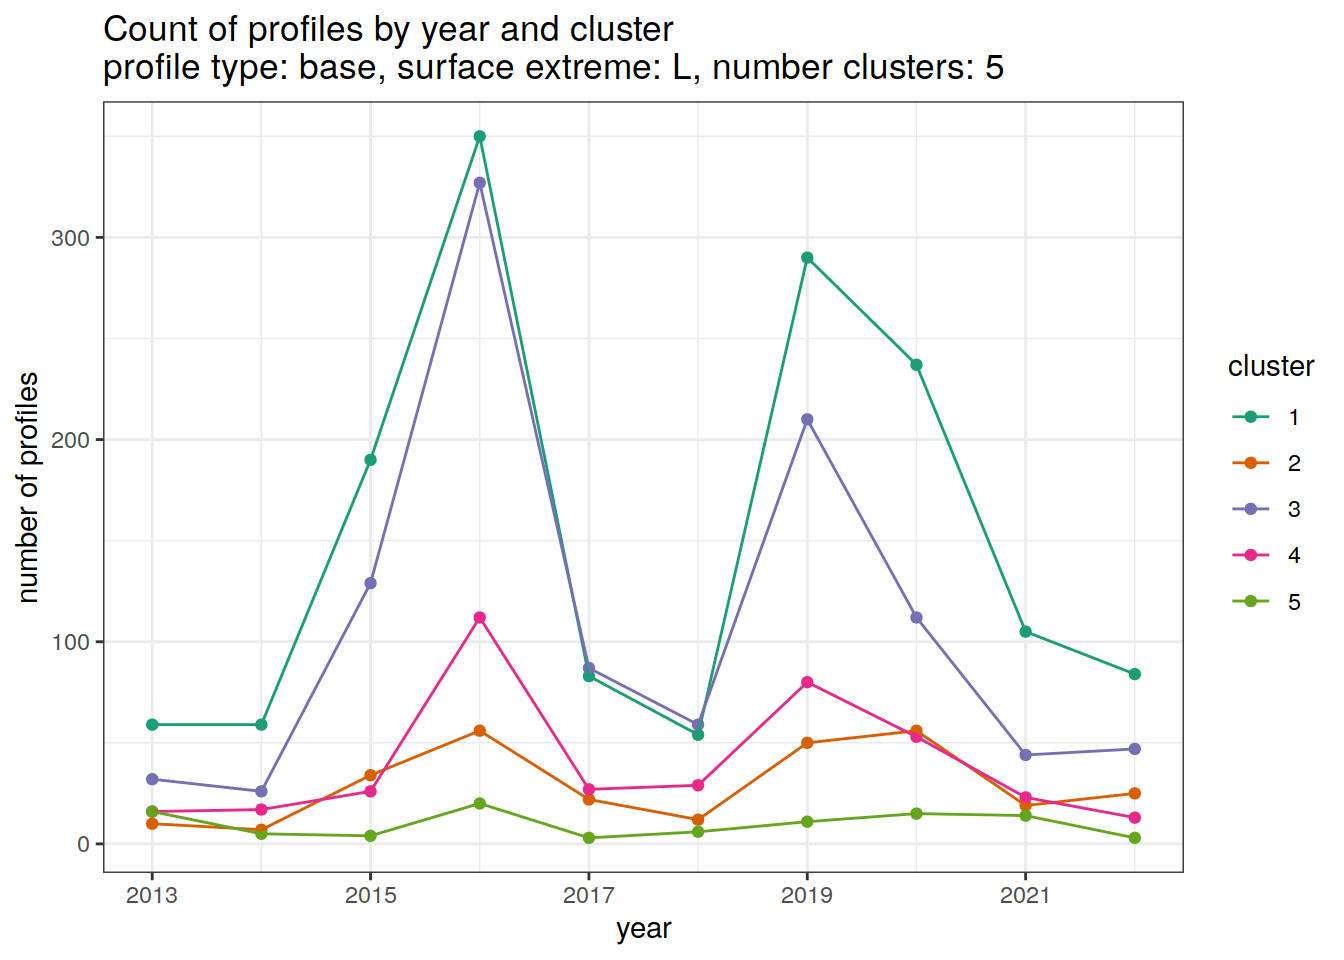 Count of profiles by year and cluster
profile type: base, surface extreme: L, number clusters: 5
number of profiles
300
200
100
0
2013
2015
2017
2019
2021
year
cluster
1
2
3
4
5